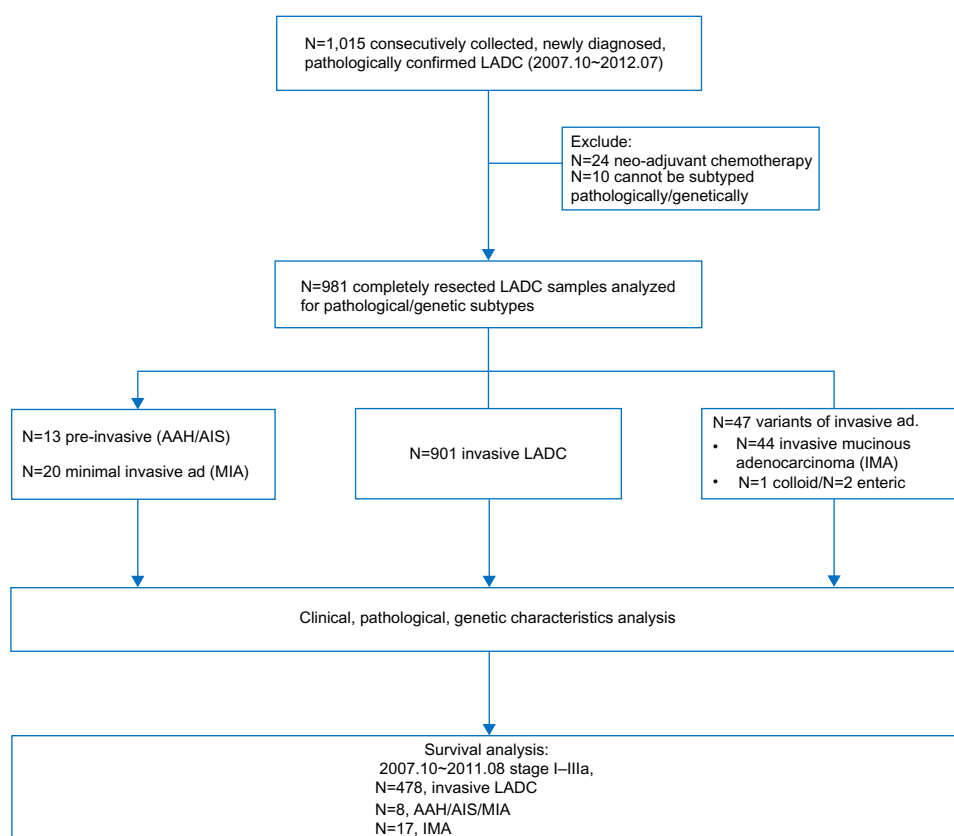 N=1,015 consecutively collected, newly diagnosed,
pathologically confirmed LADC (2007.10~2012.07)
Exclude:
N=24 neo-adjuvant chemotherapy
N=10 cannot be subtyped
pathologically/genetically
N=981 completely resected LADC samples analyzed
for pathological/genetic subtypes
N=13 pre-invasive (AAH/AIS)
N=20 minimal invasive ad (MIA)
N=901 invasive LADC
N=47 variants of invasive ad.
• N=44 invasive mucinous
adenocarcinoma (IMA)
• N=1 colloid/N=2 enteric
Clinical, pathological, genetic characteristics analysis
Survival analysis:
2007.10~2011.08 stage I–IIIa,
N=478, invasive LADC
N=8, AAH/AIS/MIA
N=17, IMA